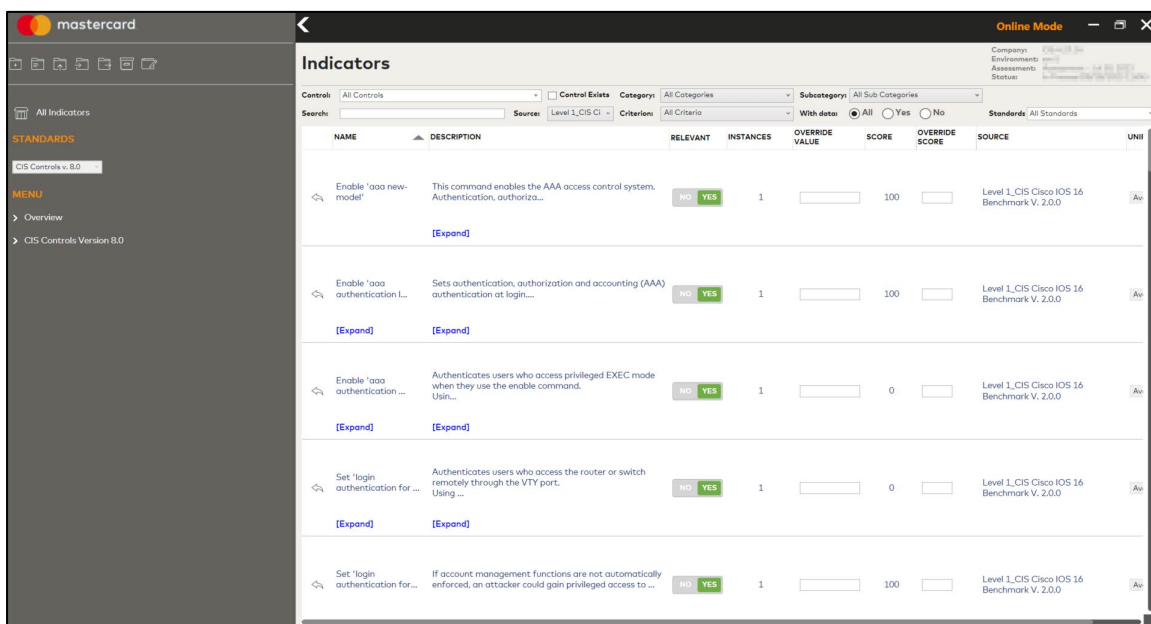 mastercard
Online Mode
Indicators
Company:
Environment:
Assessment:
Status:
All Indicators
STANDARDS
CIS Controls v. 8.0
MENU
Overview
CIS Controls Version 8.0
Control: All Controls Control Exists Category: All Categories Subcategory: All Sub Categories
Search: Source: Level 1_CIS Ci Criterion: All Criteria With data: All Yes No Standards All Standards
NAME DESCRIPTION RELEVANT INSTANCES OVERRIDE VALUE SCORE OVERRIDE SCORE SOURCE UNII
Enable 'aaa new-
model'
This command enables the AAA access control system.
Authentication, authoriza...
[Expand]
NO YES 1 100
Level 1_CIS Cisco IOS 16
Benchmark V. 2.0.0
Av
Enable 'aaa
authentication l...
[Expand]
Sets authentication, authorization and accounting (AAA)
authentication at login....
[Expand]
NO YES 1 100
Level 1_CIS Cisco IOS 16
Benchmark V. 2.0.0
Av
Enable 'aaa
authentication ...
[Expand]
Authenticates users who access privileged EXEC mode
when they use the enable command.
Usin...
[Expand]
NO YES 1 0
Level 1_CIS Cisco IOS 16
Benchmark V. 2.0.0
Av
Set 'login
authentication for ...
[Expand]
Authenticates users who access the router or switch
remotely through the VTY port.
Using ...
[Expand]
NO YES 1 0
Level 1_CIS Cisco IOS 16
Benchmark V. 2.0.0
Av
Set 'login
authentication for...
If account management functions are not automatically
enforced, an attacker could gain privileged access to ...
NO YES 1 100
Level 1_CIS Cisco IOS 16
Benchmark V. 2.0.0
Av